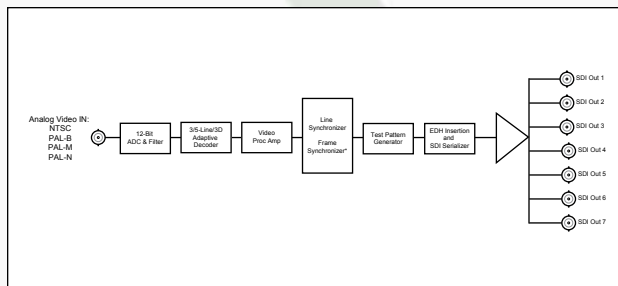 Analog Video IN:
NTSC
PAL-B
PAL-M
PAL-N
12-Bit
ADC & Filter
3/5-Line/3D
Adaptive
Decoder
Video
Proc Amp
Line
Synchronizer
Frame
Synchronizer*
Test Pattern
Generator
EDH Insertion
and
SDI Serializer
SDI Out 1
SDI Out 2
SDI Out 3
SDI Out 4
SDI Out 5
SDI Out 6
SDI Out 7